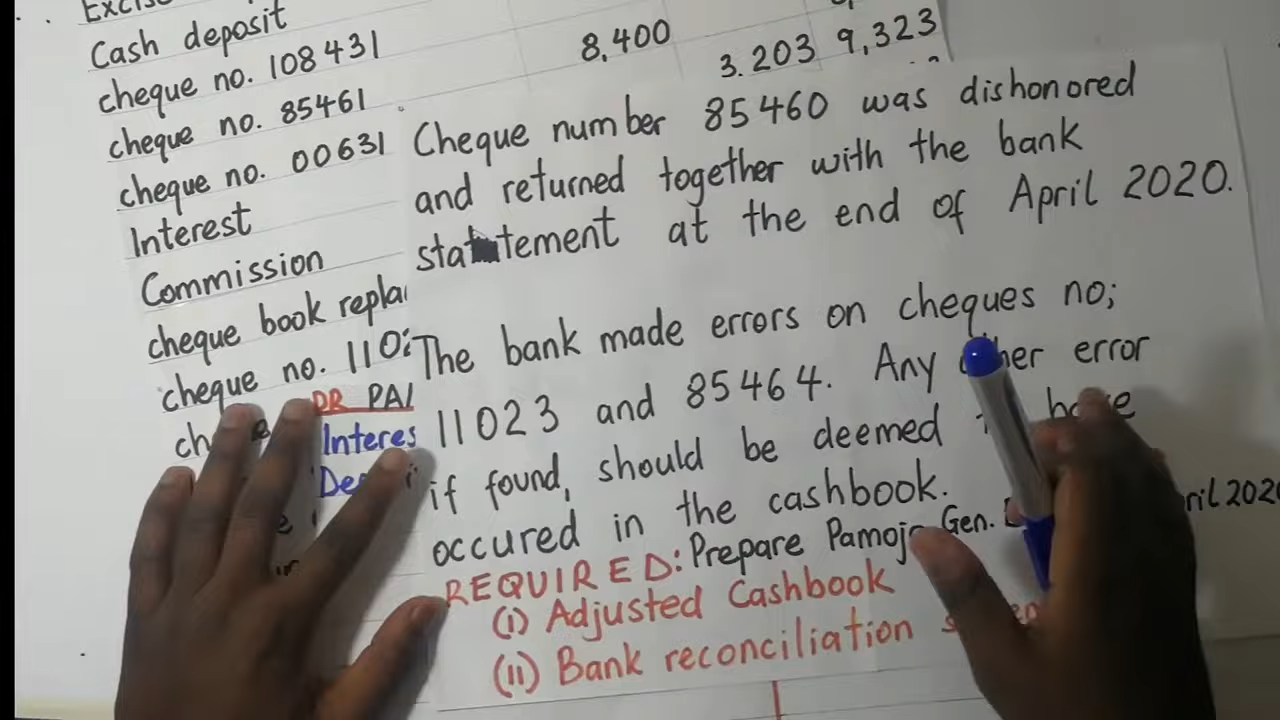 Cash deposit
cheque no. 108431 8,400 3.203 9,323
cheque no. 85461
cheque no. 00631
Interest
Commission
cheque book
cheque no.
DR
Cheque number 85460 was dishonored
and returned together with the bank
statement at the end of April 2020.
The bank made errors on cheques no;
11023 and 85464. Any other error
if found, should be deemed have
occured in the cashbook.
REQUIRED: Prepare Gen.
(i) Adjusted Cashbook
(ii) Bank reconciliation